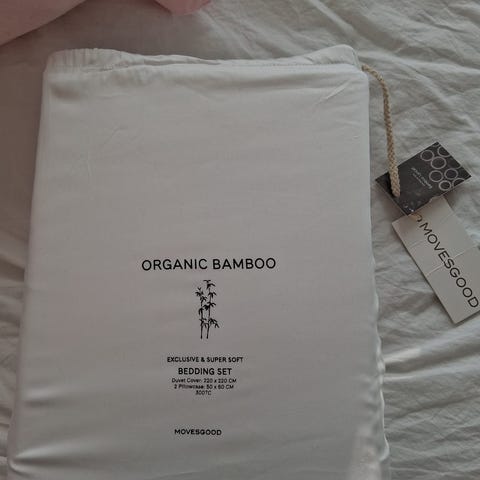 ORGANIC BAMBOO
EXCLUSIVE & SUPER SOFT
BEDDING SET
Duvet Cover: 220 x 220 CM
2 Pillowcase: 50 x 60 CM
300TC
MOVESGOOD
MOVESGOOD